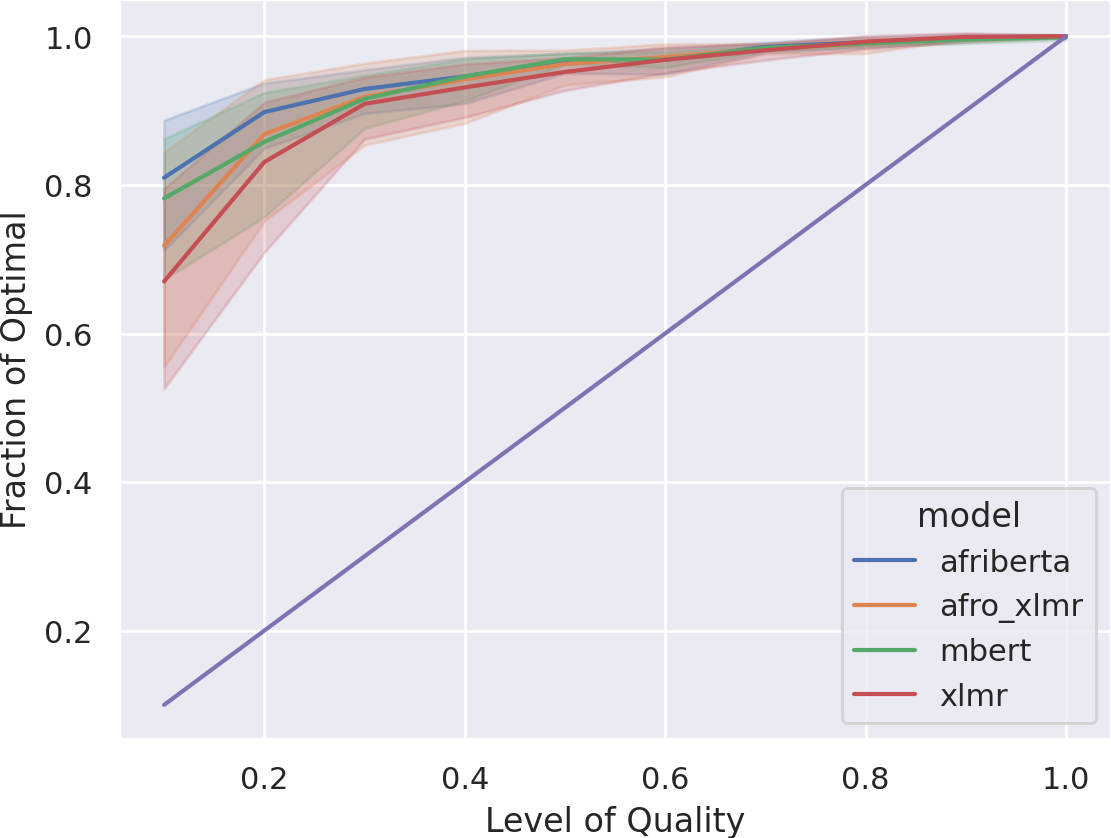 1.0
0.8
0.6
0.4
0.2
Fraction of Optimal
0.2 0.4 0.6 0.8 1.0
Level of Quality
model
afriberta
afro_xlmr
mbert
xlmr